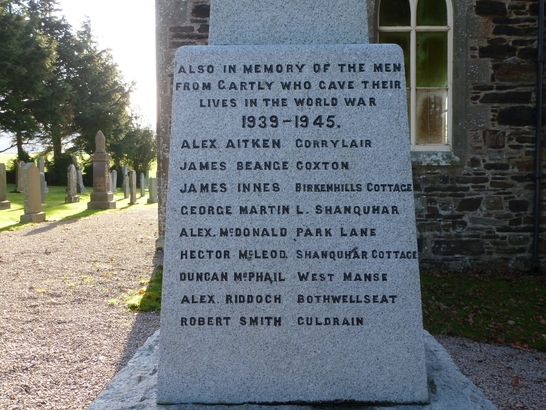 ALSO IN MEMORY OF THE MEN
FROM GARTLY WHO GAVE THEIR
LIVES IN THE WORLD WAR
1939-1945.
ALEX. AITKEN CORRYLAIR
JAMES BEANGE COXTON
JAMES INNES BIRKENHILLS COTTAGE
GEORGE MARTIN L. SHANQUHAR
ALEX. McDONALD PARK LANE
HECTOR McLEOD SHANQUHAR COTTAGE
DUNCAN McPHAIL WEST MANSE
ALEX. RIDDOCH BOTHWELLSEAT
ROBERT SMITH CULDRAIN